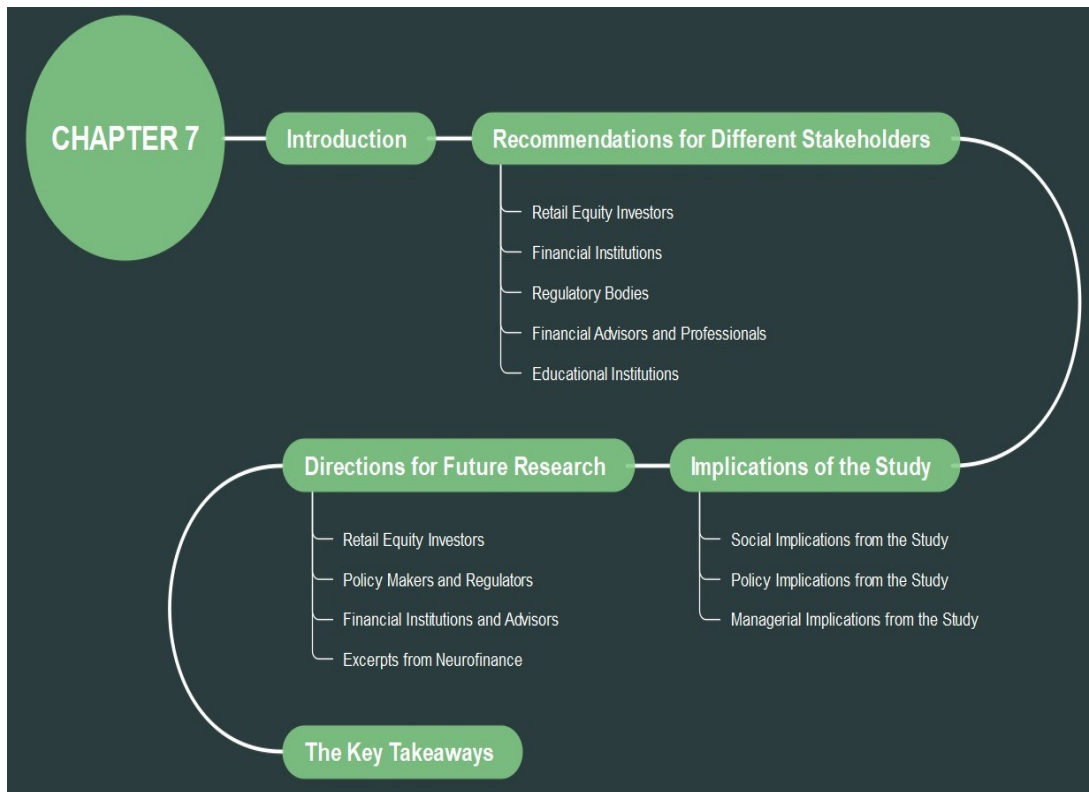 CHAPTER 7
Introduction
Recommendations for Different Stakeholders
Retail Equity Investors
Financial Institutions
Regulatory Bodies
Financial Advisors and Professionals
Educational Institutions
Implications of the Study
Social Implications from the Study
Policy Implications from the Study
Managerial Implications from the Study
Directions for Future Research
Retail Equity Investors
Policy Makers and Regulators
Financial Institutions and Advisors
Excerpts from Neurofinance
The Key Takeaways